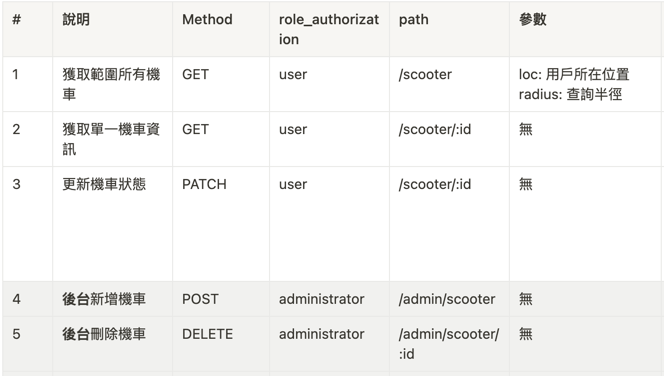 # 說明 Method role_authorizat path 參數
ion
1 獲取範圍所有機 GET user /scooter loc: 用戶所在位置
車 radius: 查詢半徑
2 獲取單一機車資 GET user /scooter/:id 無
訊
3 更新機車狀態 PATCH user /scooter/:id 無
4 後台新增機車 POST administrator /admin/scooter 無
5 後台刪除機車 DELETE administrator /admin/scooter/ 無
:id